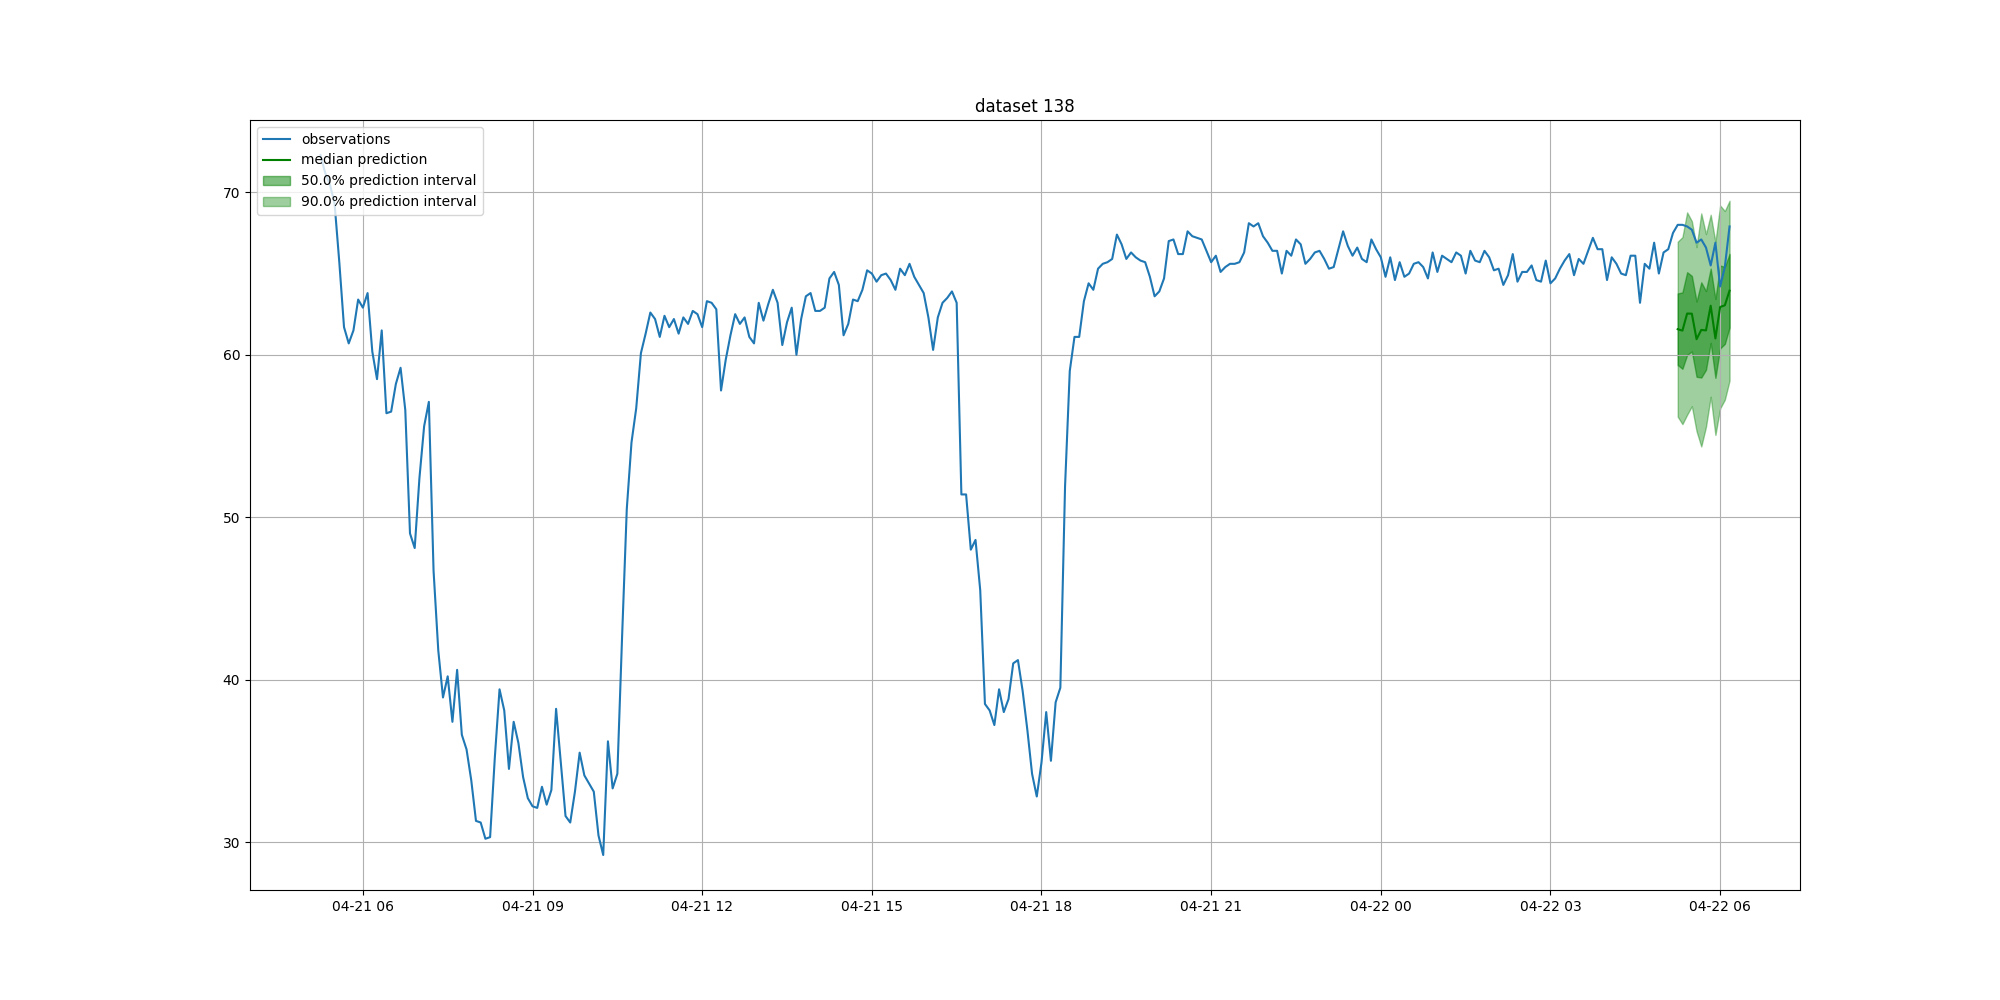 dataset 138
observations
median prediction
50.0% prediction interval
90.0% prediction interval
70
60
50
40
30
04-21 06
04-21 09
04-21 12
04-21 15
04-21 18
04-21 21
04-22 00
04-22 03
04-22 06